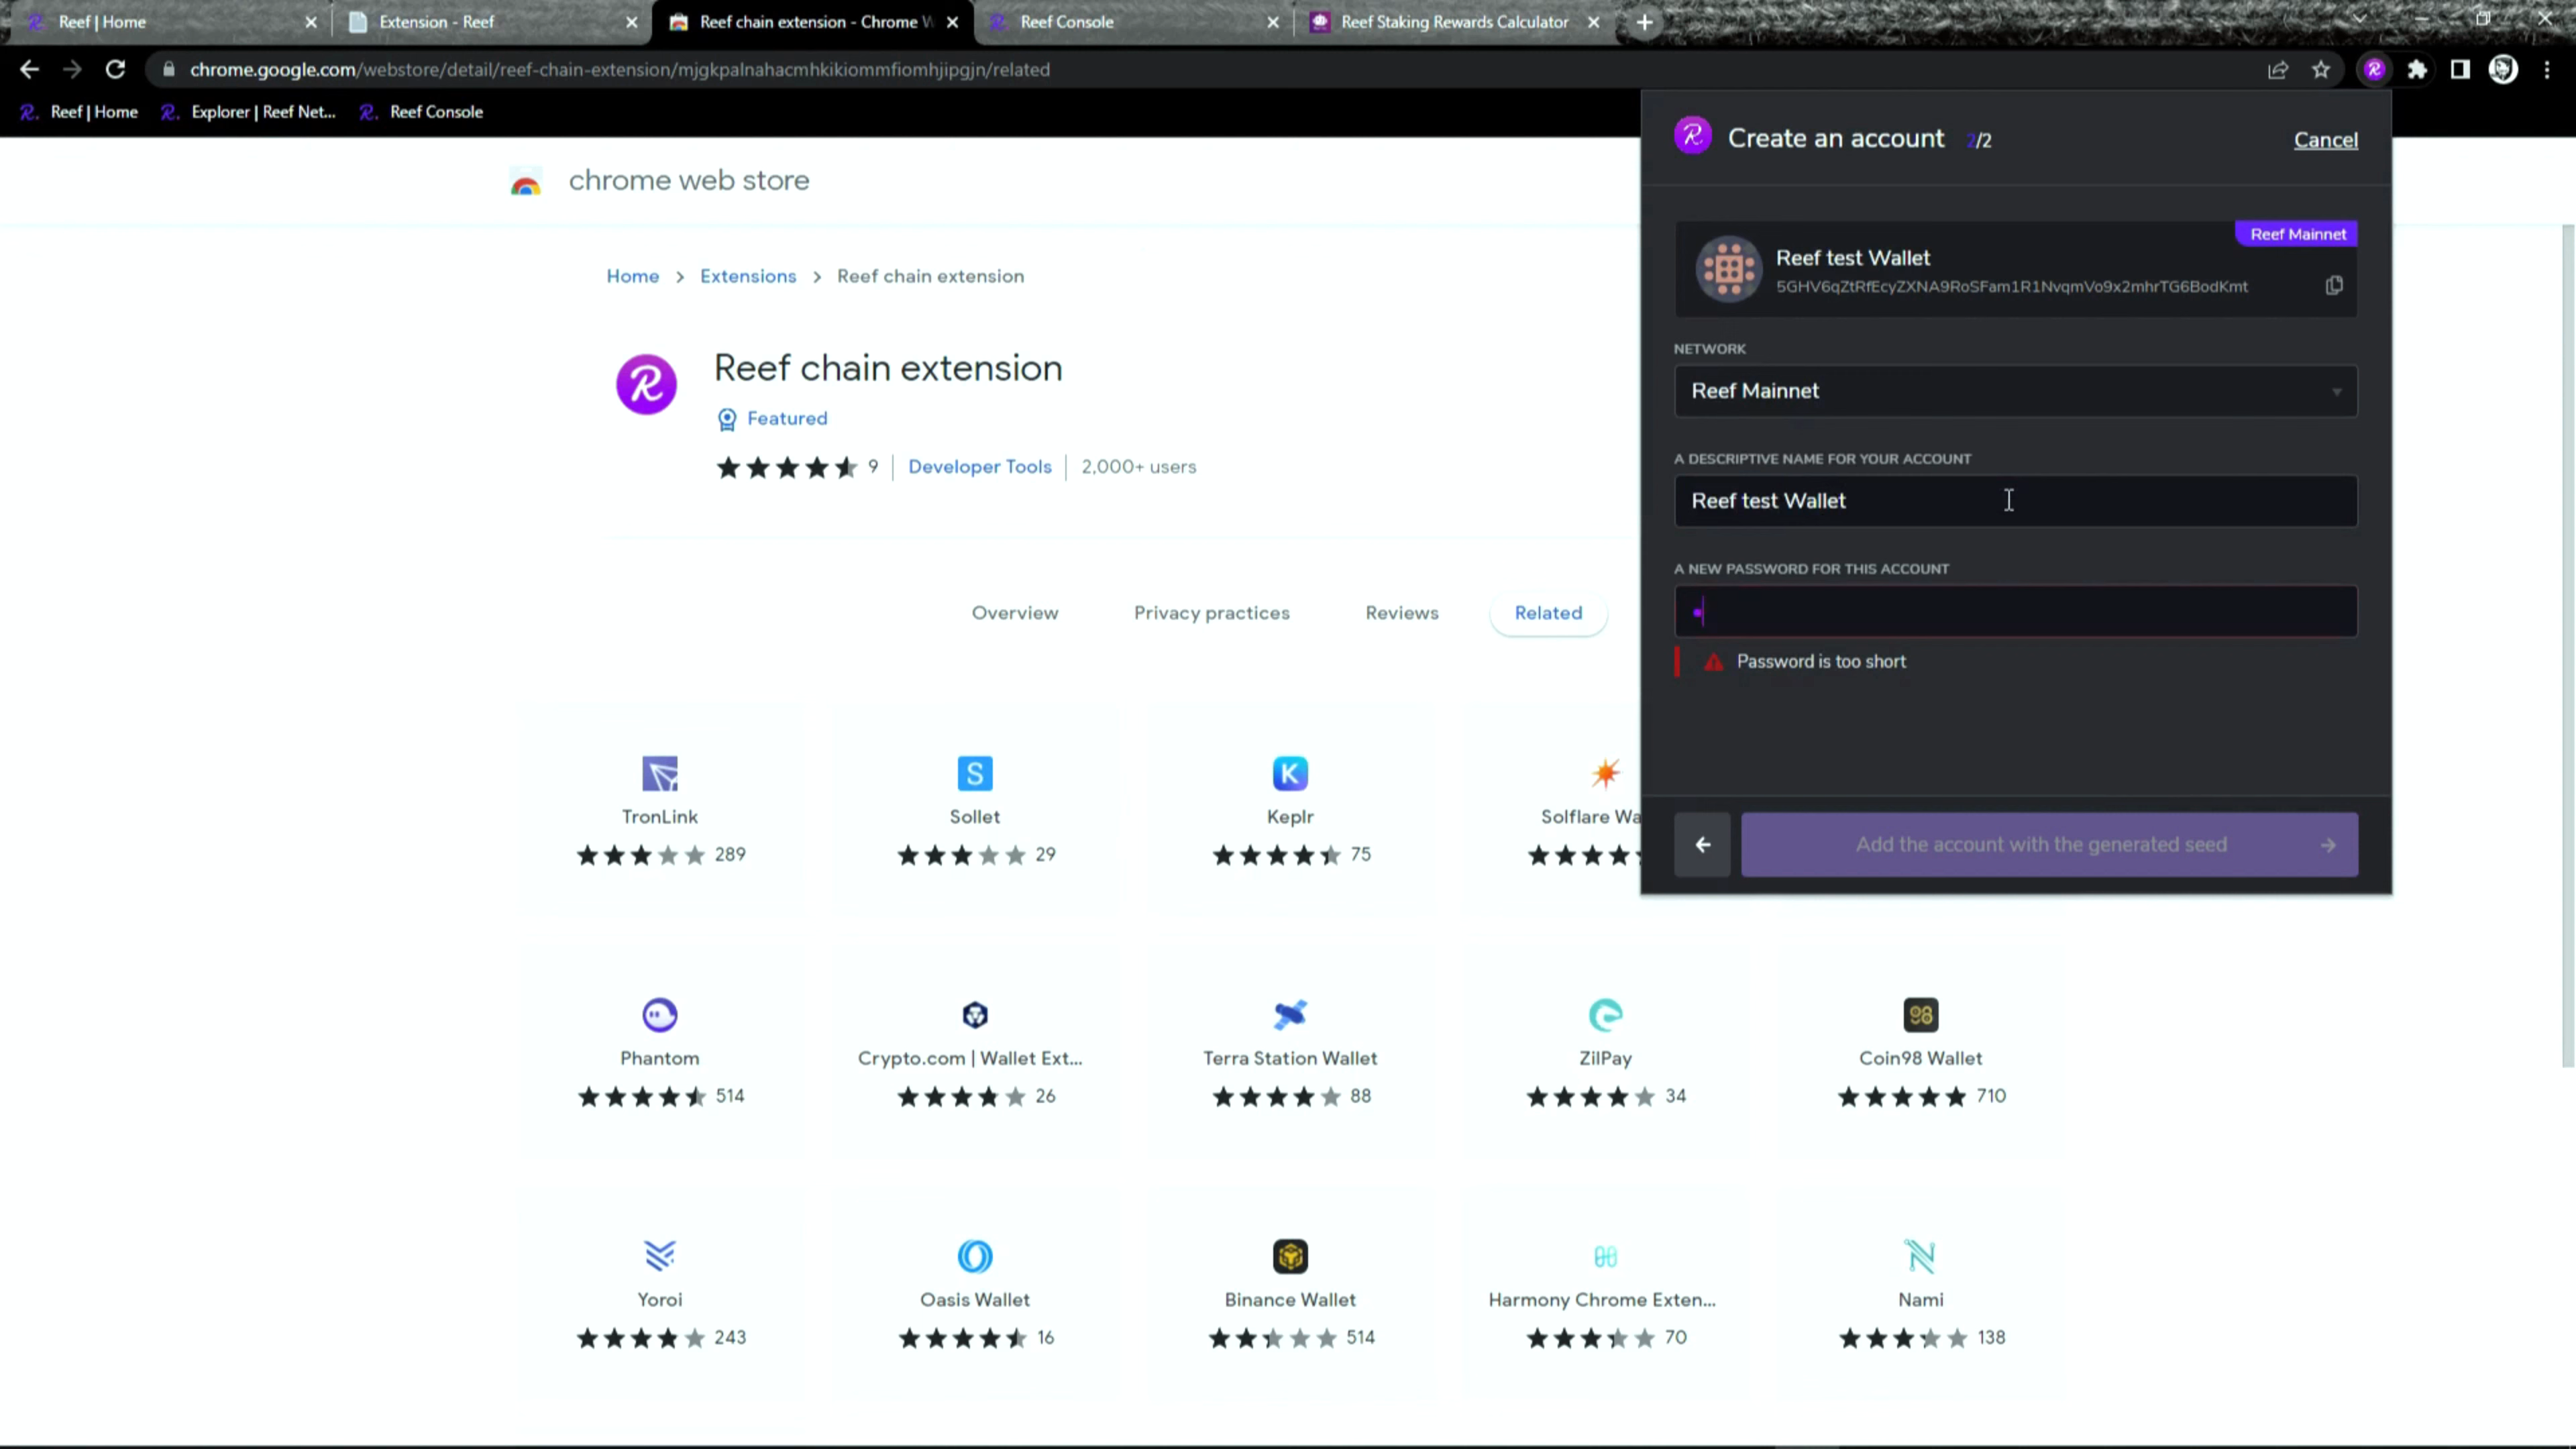 Reef | Home
Extension - Reef
Reef chain extension - Chrome W
Reef Console
Reef Staking Rewards Calculator
chrome.google.com/webstore/detail/reef-chain-extension/mjgkpalnahacmhkikiommfiomhjipgjn/related
Reef | Home
Explorer | Reef Net...
Reef Console
chrome web store
Home > Extensions > Reef chain extension
Reef chain extension
Featured
9
Developer Tools
2,000+ users
Overview
Privacy practices
Reviews
Related
TronLink
Sollet
Keplr
Solflare Wa
289
29
75
Phantom
Crypto.com | Wallet Ext...
Terra Station Wallet
ZilPay
Coin98 Wallet
514
26
88
34
710
Yoroi
Oasis Wallet
Binance Wallet
Harmony Chrome Exten...
Nami
243
16
514
70
138
Create an account
2/2
Cancel
Reef Mainnet
Reef test Wallet
5GHV6qZtRfEcyZXNA9RoSFam1R1NvqmVo9x2mhrTG6BodKmt
NETWORK
Reef Mainnet
A DESCRIPTIVE NAME FOR YOUR ACCOUNT
Reef test Wallet
A NEW PASSWORD FOR THIS ACCOUNT
Password is too short
Add the account with the generated seed